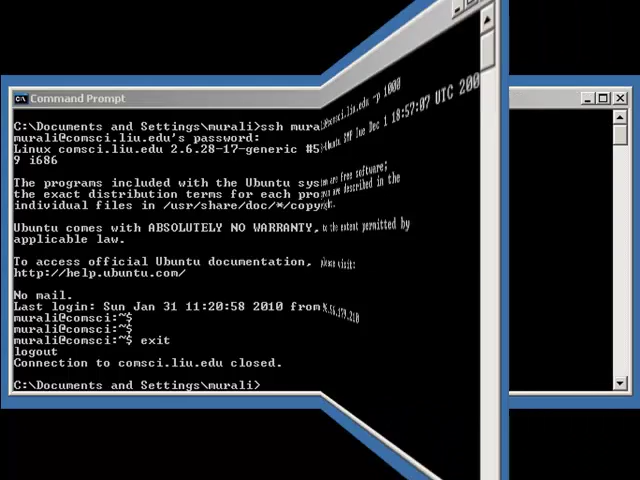 Command Prompt
C:\Documents and Settings\murali>ssh murali@comsci.liu.edu -p 1000
murali@comsci.liu.edu's password:
Linux comsci.liu.edu 2.6.28-17-generic #5 -Ubuntu SMP Tue Dec 1 18:57:07 UTC 200
9 i686
The programs included with the Ubuntu system are free software;
the exact distribution terms for each program are described in the
individual files in /usr/share/doc/*/copyright.
Ubuntu comes with ABSOLUTELY NO WARRANTY, to the extent permitted by
applicable law.
To access official Ubuntu documentation, please visit:
http://help.ubuntu.com/
No mail.
Last login: Sun Jan 31 11:20:58 2010 from
murali@comsci:~$
murali@comsci:~$
murali@comsci:~$ exit
logout
Connection to comsci.liu.edu closed.
C:\Documents and Settings\murali>